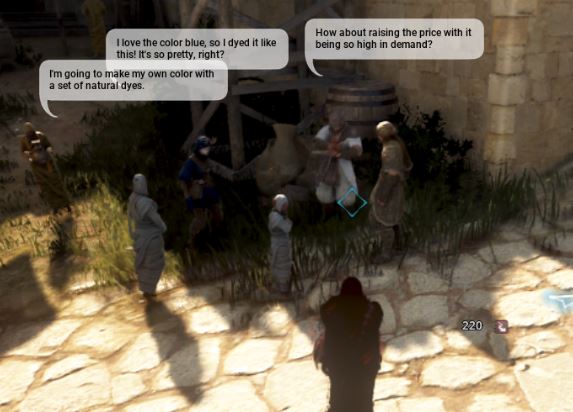 I love the color blue, so I dyed it like
this! It's so pretty, right?
How about raising the price with it
being so high in demand?
I'm going to make my own color with
a set of natural dyes.
220